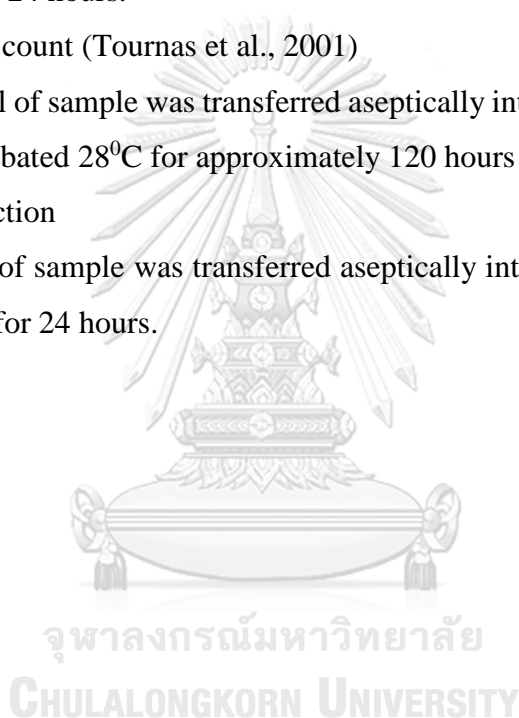 24 hours.
count (Tournas et al., 2001)
l of sample was transferred aseptically int
bated 28⁰C for approximately 120 hours
ction
of sample was transferred aseptically int
for 24 hours.
จุฬาลงกรณ์มหาวิทยาลัย
CHULALONGKORN UNIVERSITY